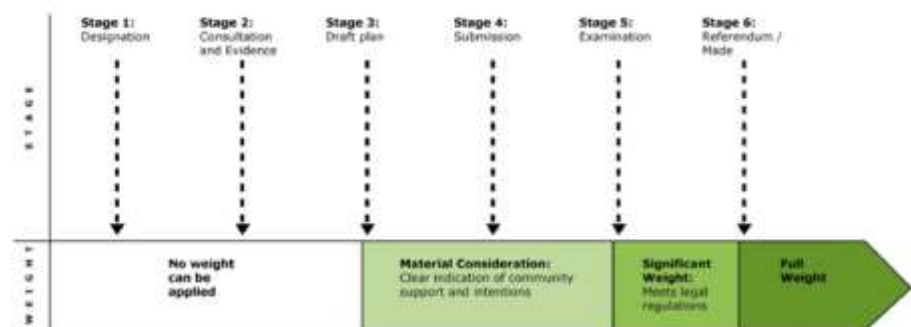 Stage 1:
Designation
Stage 2:
Consultation
and Evidence
Stage 3:
Draft plan
Stage 4:
Submission
Stage 5:
Examination
Stage 6:
Referendum /
Made
STAGE
WEIGHT
No weight
can be
applied
Material Consideration:
Clear indication of community
support and intentions
Significant
Weight:
Meets legal
regulations
Full
Weight